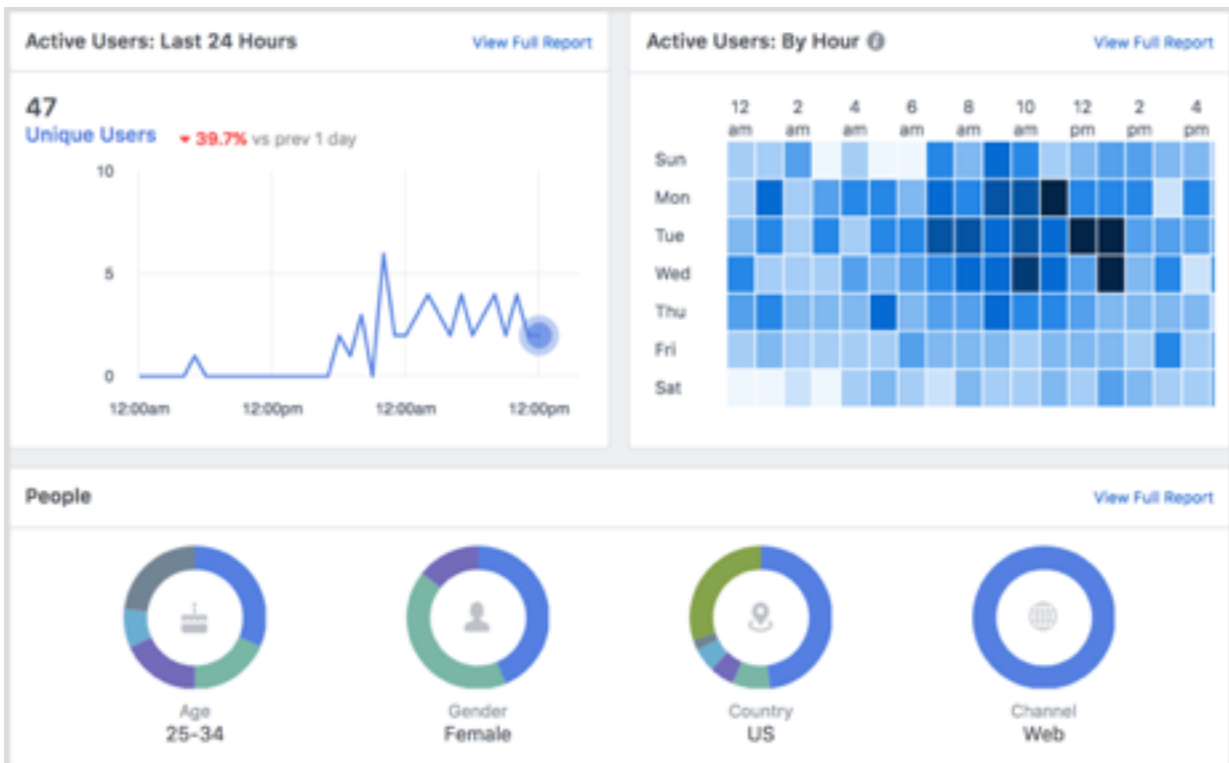 Active Users: Last 24 Hours
View Full Report
47
Unique Users
39.7% vs prev 1 day
10
5
0
12:00am 12:00pm 12:00am 12:00pm
Active Users: By Hour
View Full Report
12 2 4 6 8 10 12 2 4
am am am am am am pm pm pm
Sun
Mon
Tue
Wed
Thu
Fri
Sat
People
View Full Report
Age
25-34
Gender
Female
Country
US
Channel
Web